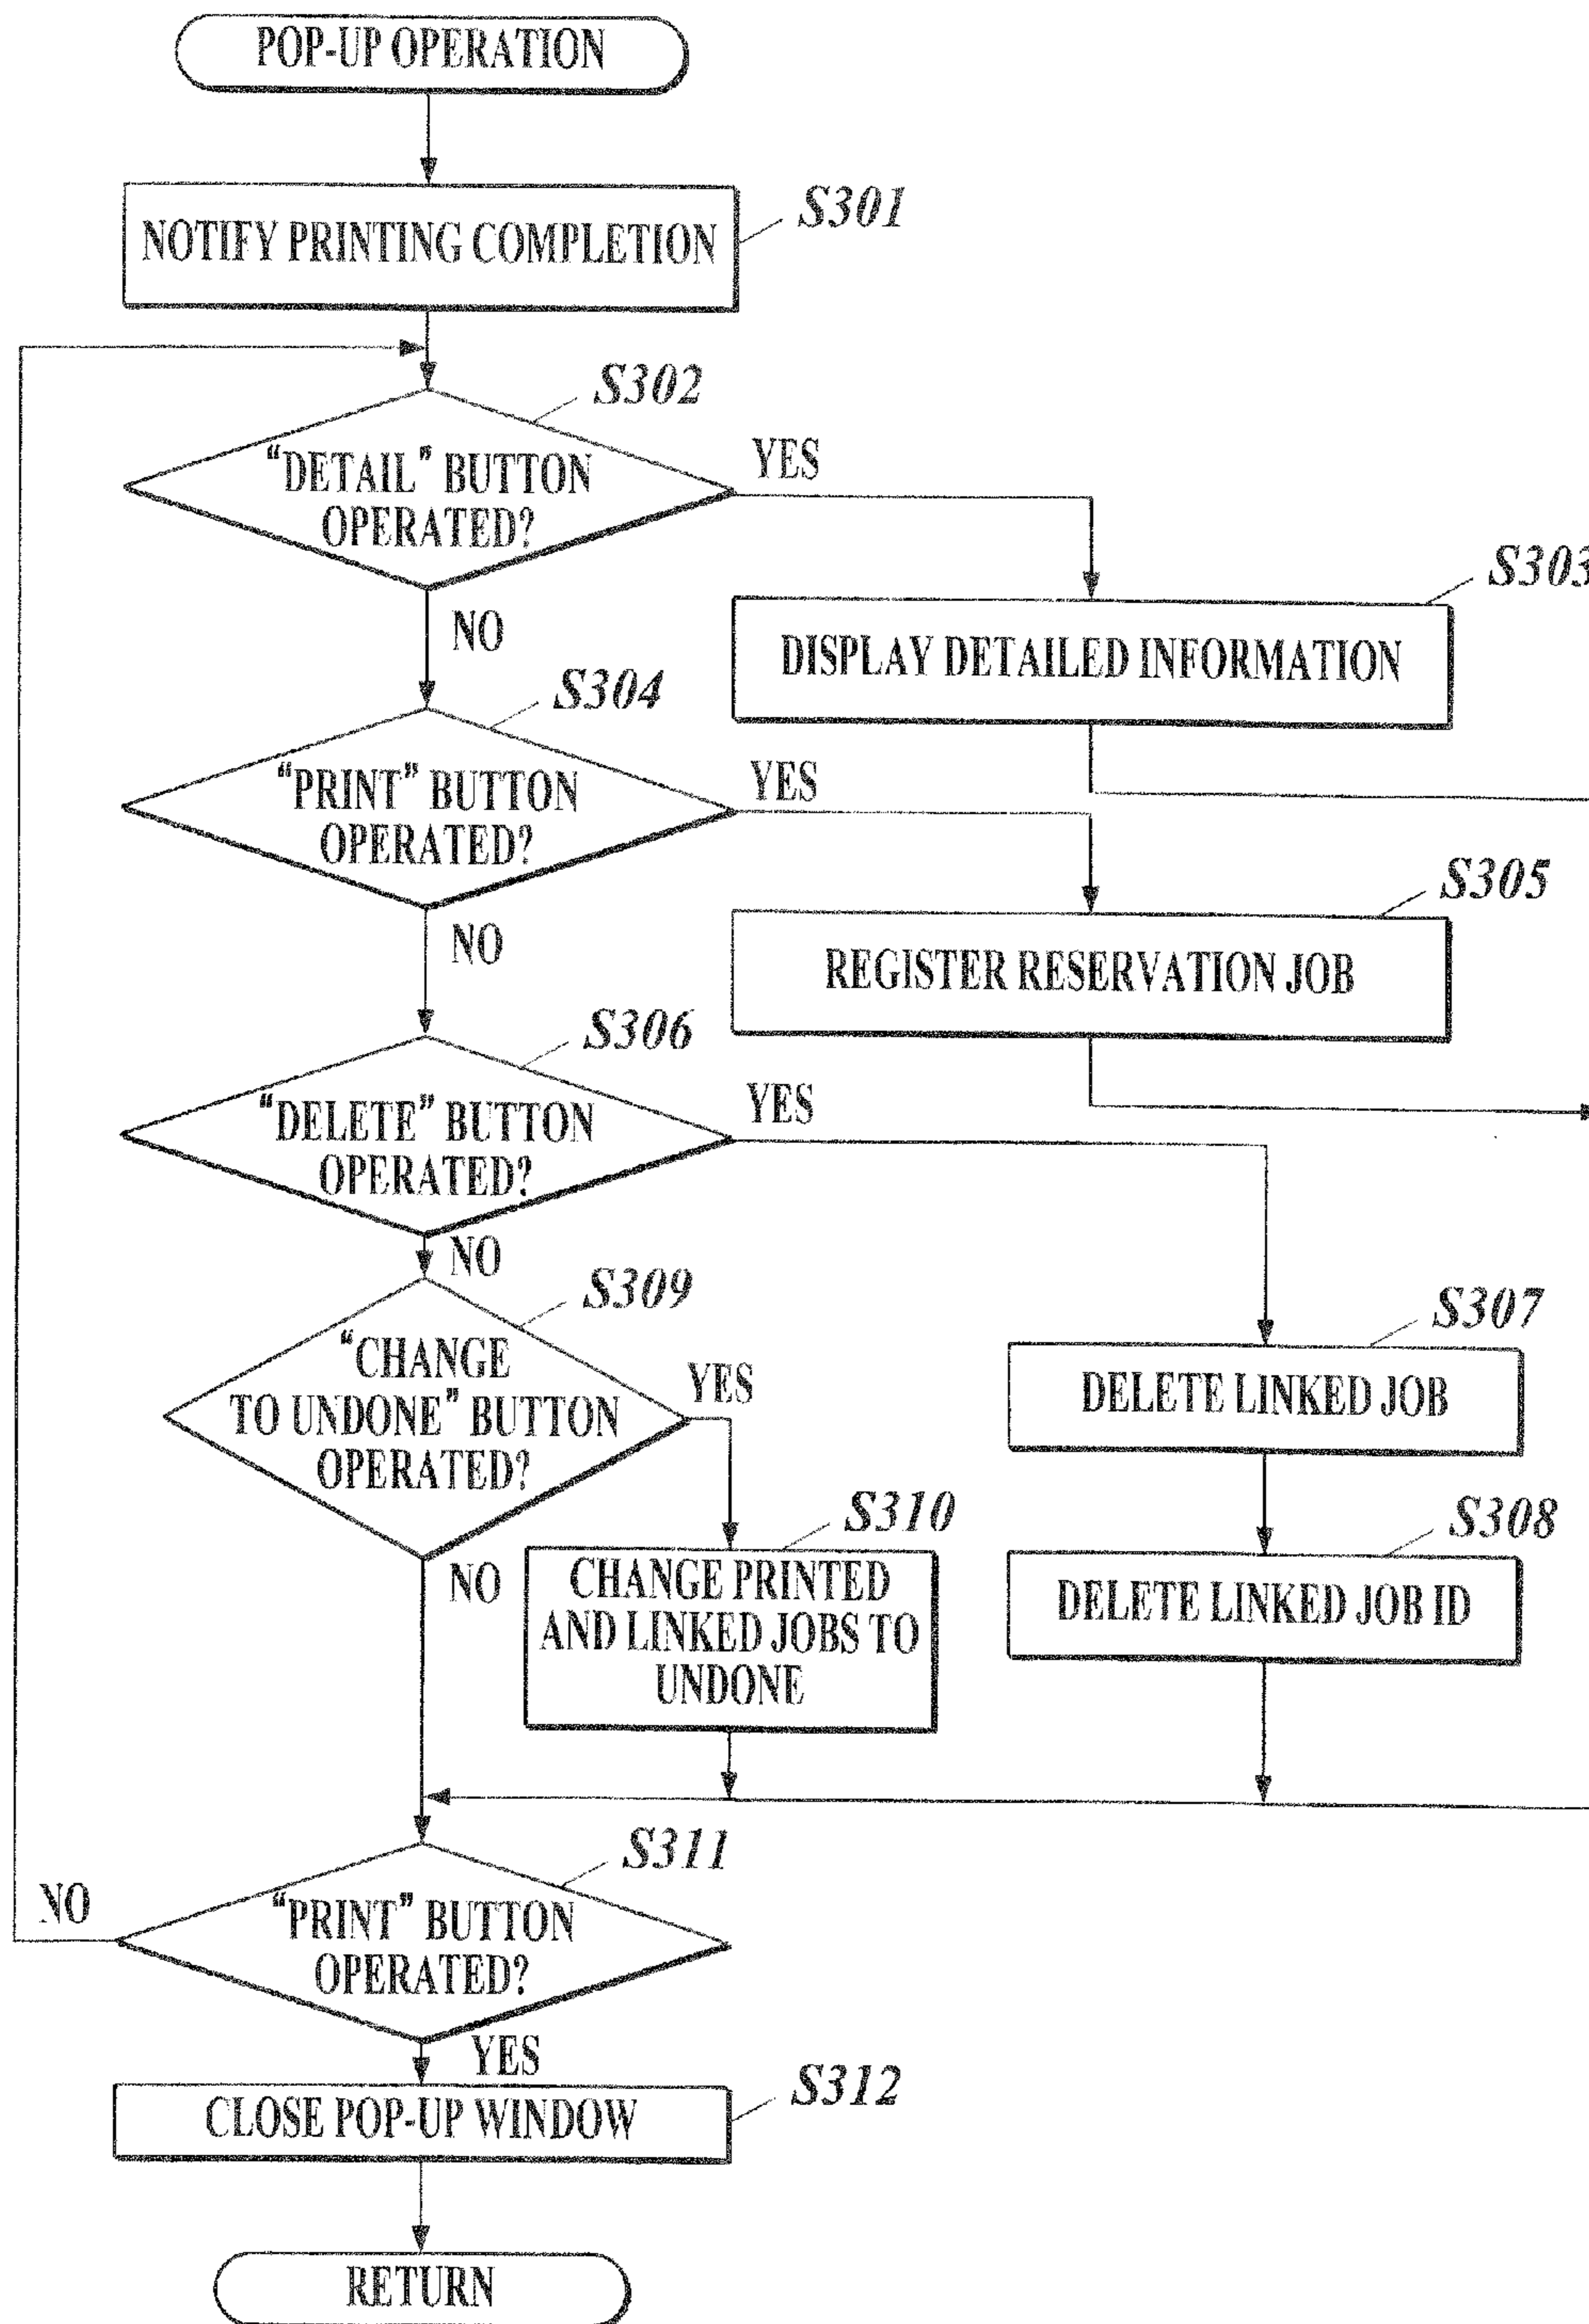 POP-UP OPERATION
S301
NOTIFY PRINTING COMPLETION
S302
"DETAIL" BUTTON
OPERATED?
YES
NO
S303
DISPLAY DETAILED INFORMATION
S304
"PRINT" BUTTON
OPERATED?
YES
NO
S305
REGISTER RESERVATION JOB
S306
"DELETE" BUTTON
OPERATED?
YES
NO
S309
"CHANGE
TO UNDONE" BUTTON
OPERATED?
YES
NO
S307
DELETE LINKED JOB
S310
CHANGE PRINTED
AND LINKED JOBS TO
UNDONE
S308
DELETE LINKED JOB ID
S311
"PRINT" BUTTON
OPERATED?
NO
YES
S312
CLOSE POP-UP WINDOW
RETURN